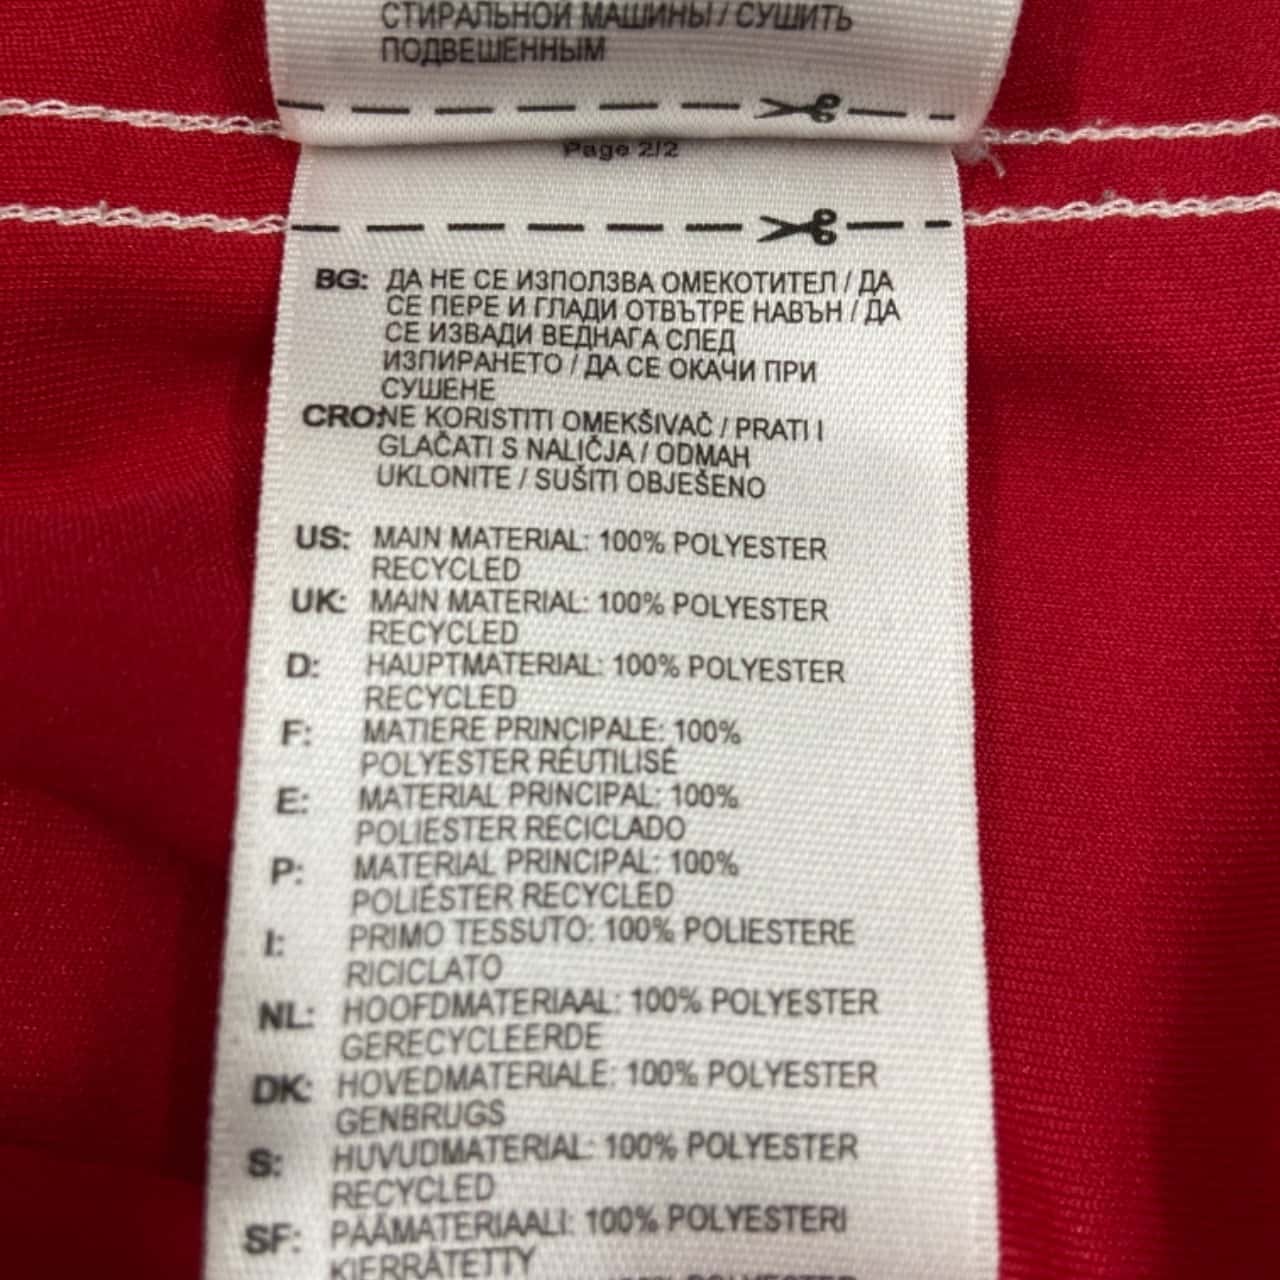 СТИРАЛЬНОЙ МАШИНЫ / СУШИТЬ
ПОДВЕШЕННЫМ
Page 2/2
BG: ДА НЕ СЕ ИЗПОЛЗВА ОМЕКОТИТЕЛ / ДА
СЕ ПЕРЕ И ГЛАДИ ОТВЪТРЕ НАВЪН / ДА
СЕ ИЗВАДИ ВЕДНАГА СЛЕД
ИЗПИРАНЕТО / ДА СЕ ОКАЧИ ПРИ
СУШЕНЕ
CRO: NE KORISTITI OMEKŠIVAČ / PRATI I
GLAČATI S NALIČJA / ODMAH
UKLONITE / SUŠITI OBJEŠENO
US: MAIN MATERIAL: 100% POLYESTER
RECYCLED
UK: MAIN MATERIAL: 100% POLYESTER
RECYCLED
D: HAUPTMATERIAL: 100% POLYESTER
RECYCLED
F: MATIERE PRINCIPALE: 100%
POLYESTER RÉUTILISÉ
E: MATERIAL PRINCIPAL: 100%
POLIESTER RECICLADO
P: MATERIAL PRINCIPAL: 100%
POLIÉSTER RECYCLED
I: PRIMO TESSUTO: 100% POLIESTERE
RICICLATO
NL: HOOFDMATERIAAL: 100% POLYESTER
GERECYCLEERDE
DK: HOVEDMATERIALE: 100% POLYESTER
GENBRUGS
S: HUVUDMATERIAL: 100% POLYESTER
RECYCLED
SF: PÄÄMATERIAALI: 100% POLYESTERI
KIERRÄTETTY